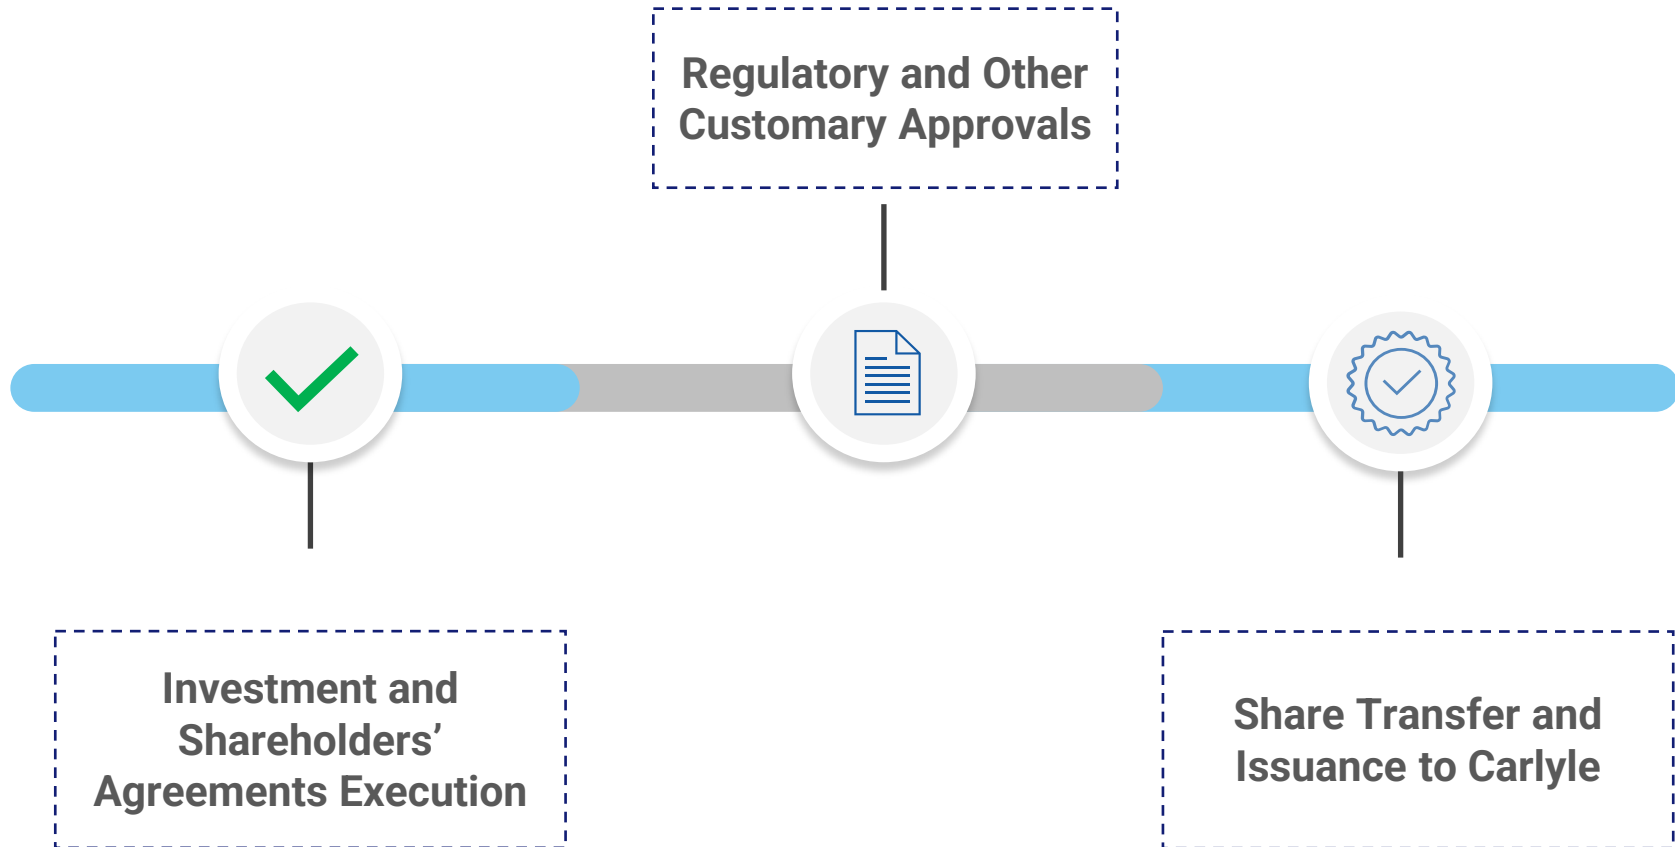 Regulatory and Other
Customary Approvals
Investment and
Shareholders’
Agreements Execution
Share Transfer and
Issuance to Carlyle